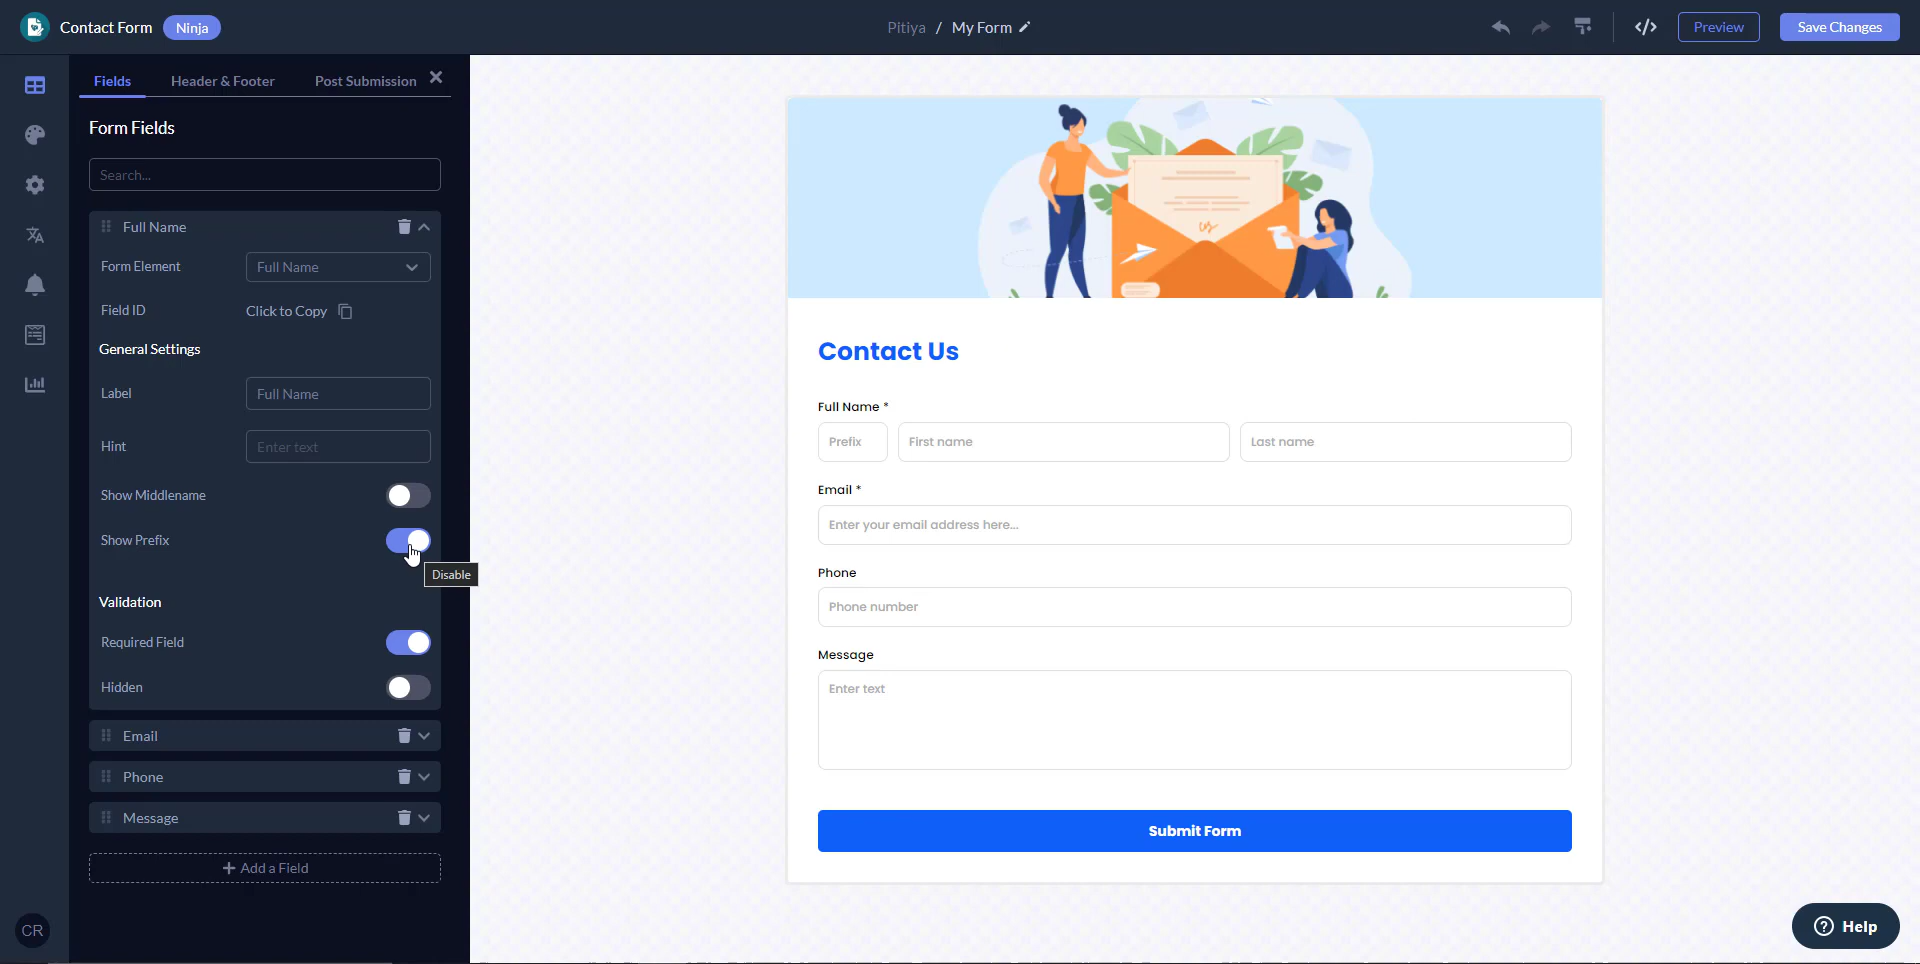 Contact Form
Ninja
Pitiya / My Form
Preview
Save Changes
Fields
Header & Footer
Post Submission
Form Fields
Search...
Full Name
Form Element
Full Name
Field ID
Click to Copy
General Settings
Label
Full Name
Hint
Enter text
Show Middlename
Show Prefix
Disable
Validation
Required Field
Hidden
Email
Phone
Message
+ Add a Field
CR
Contact Us
Full Name *
Prefix
First name
Last name
Email *
Enter your email address here...
Phone
Phone number
Message
Enter text
Submit Form
Help